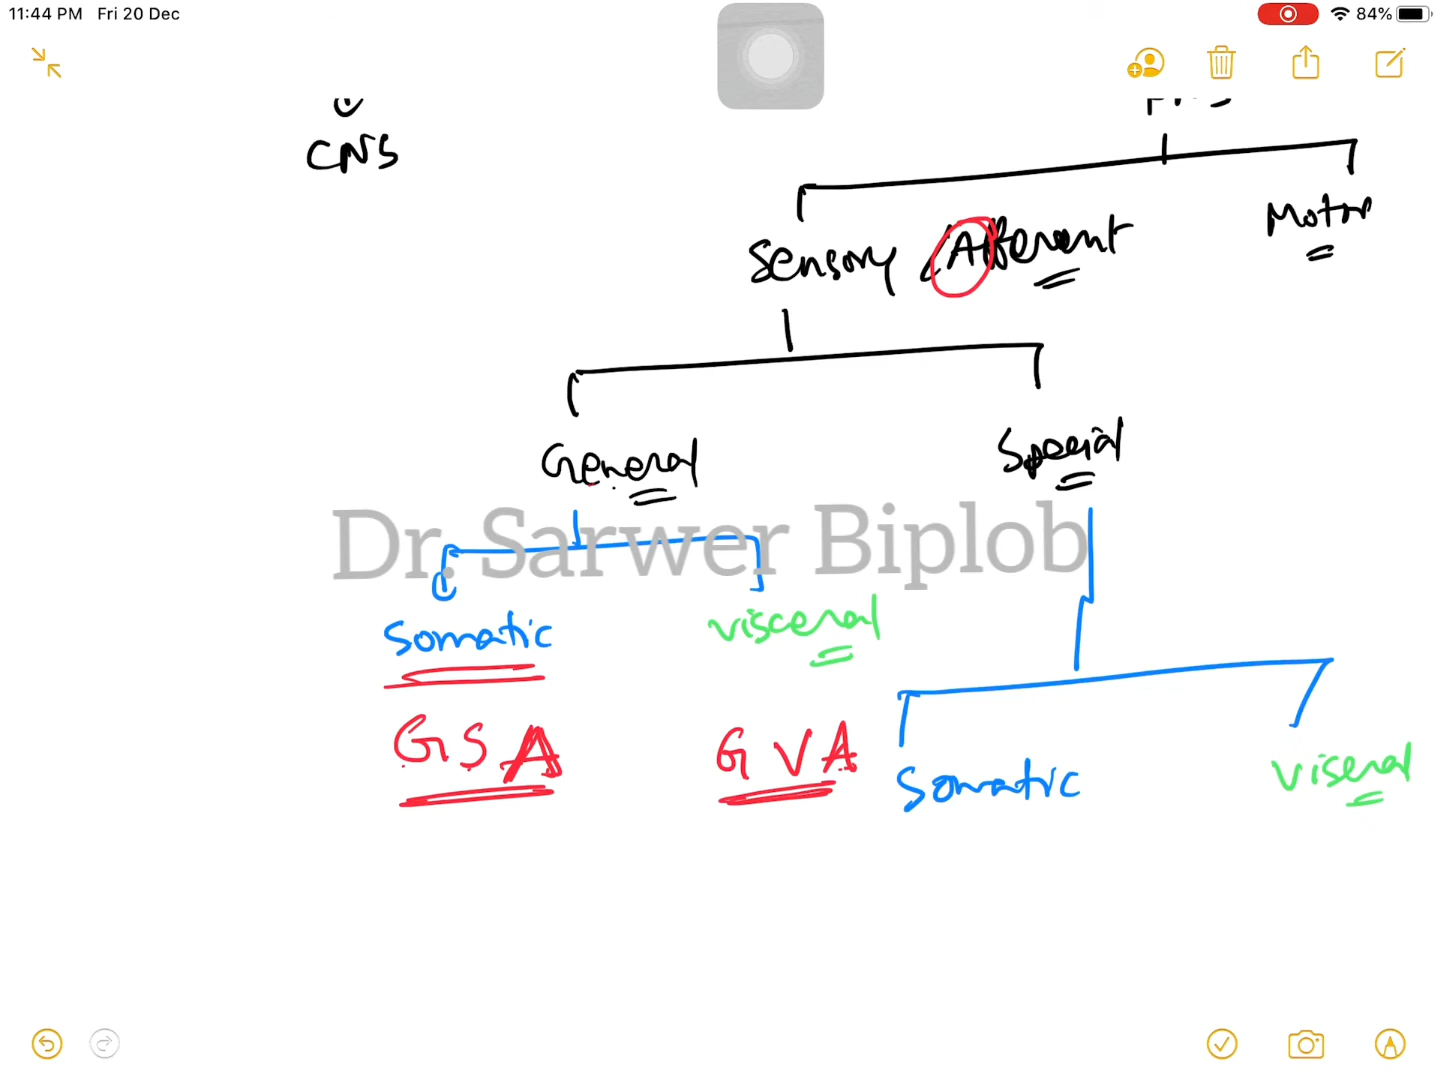 11:44 PM Fri 20 Dec
84%
CNS
Motor
Sensory /Afferent
General
Special
Dr. Sarwer Biplob
Somatic
visceral
GSA
GVA
Somatic
viseral